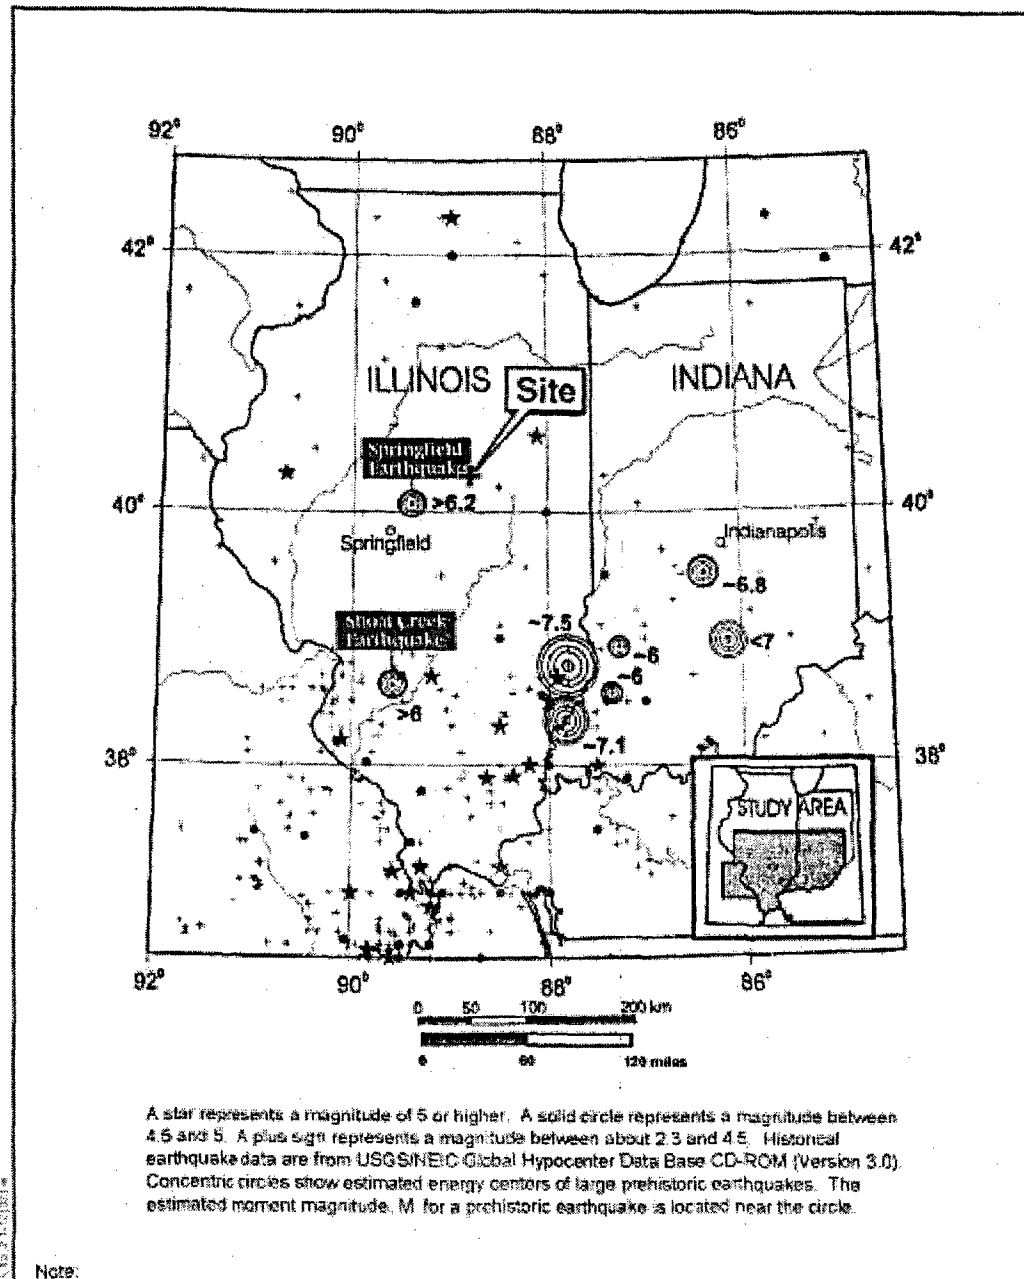 92° 90° 88° 86°
42° 42°
ILLINOIS INDIANA
Site
Springfield
Earthquake
40° >6.2 40°
Springfield Indianapolis
~6.8
Shoal Creek
Earthquake
~7.5 <7
~6
~6
>6
~7.1
38° 38°
STUDY AREA
92° 90° 88° 86°
0 50 100 200 km
0 60 120 miles
A star represents a magnitude of 5 or higher. A solid circle represents a magnitude between
4.5 and 5. A plus sign represents a magnitude between about 2.3 and 4.5. Historical
earthquake data are from USGS/NEIC Global Hypocenter Data Base CD-ROM (Version 3.0).
Concentric circles show estimated energy centers of large prehistoric earthquakes. The
estimated moment magnitude, M for a prehistoric earthquake is located near the circle.
Note: